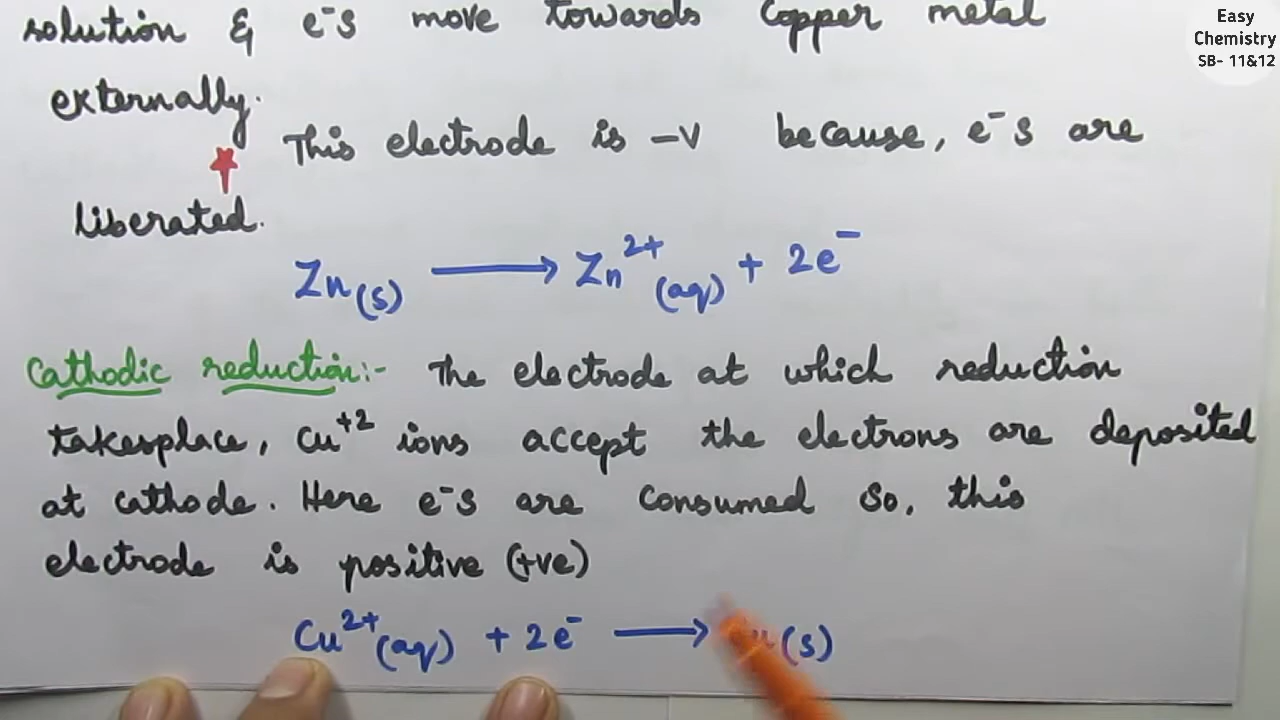 solution & e⁻s move towards Copper metal
externally.
This electrode is –V because, e⁻s are
liberated.
Zn(s) ⟶ Zn²⁺(aq) + 2e⁻
Cathodic reduction:- The electrode at which reduction
takesplace, Cu⁺² ions accept the electrons are deposited
at cathode. Here e⁻s are consumed So, this
electrode is positive (+ve)
Cu²⁺(aq) + 2e⁻ ⟶ (s)
Easy
Chemistry
SB- 11&12